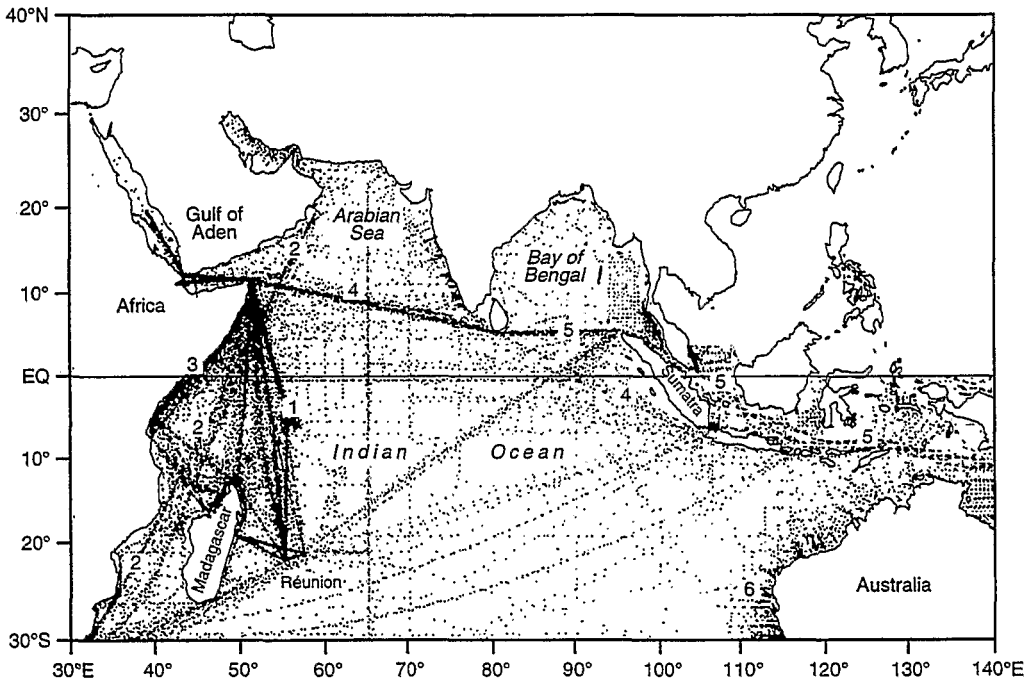 40°N
30°
20°
10°
EQ
10°
20°
30°S
Gulf of
Aden
Arabian
Sea
2
Bay of
Bengal
Africa
4
5
3
5
Sumatra
4
1
2
5
Indian Ocean
2
Madagascar
Réunion
6
Australia
30°E 40° 50° 60° 70° 80° 90° 100° 110° 120° 130° 140°E